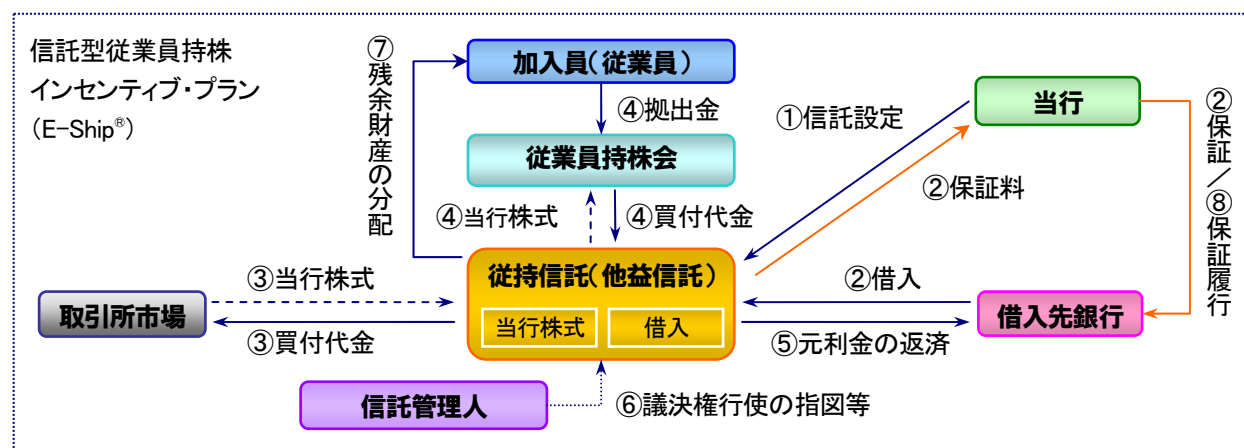 信託型従業員持株
インセンティブ・プラン
（E-Ship®）
⑦残余財産の分配
加入員（従業員）
④拠出金
従業員持株会
④当行株式
④買付代金
①信託設定
②保証料
当行
②保証／⑧保証履行
従持信託（他益信託）
当行株式
借入
③当行株式
取引所市場
③買付代金
②借入
借入先銀行
⑤元利金の返済
信託管理人
⑥議決権行使の指図等